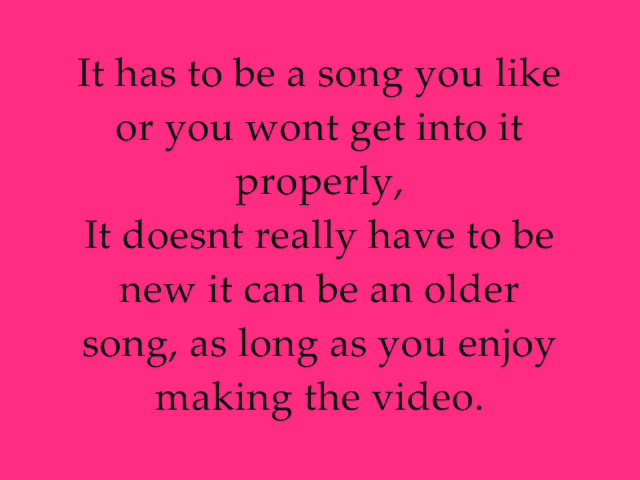 It has to be a song you like
or you wont get into it
properly,
It doesnt really have to be
new it can be an older
song, as long as you enjoy
making the video.